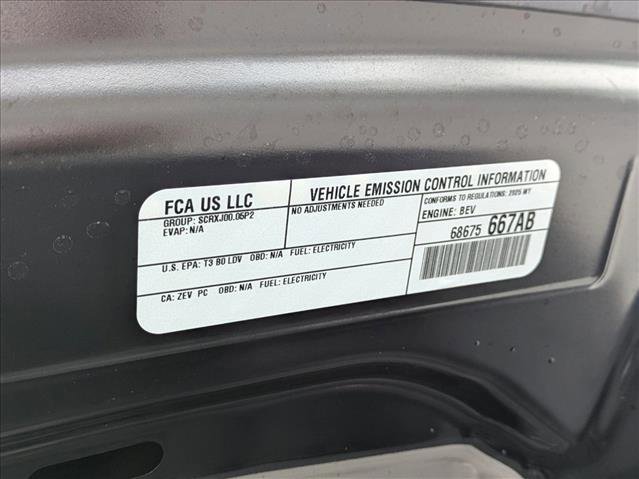 FCA US LLC
GROUP: SCRXJ00.05P2
EVAP: N/A
VEHICLE EMISSION CONTROL INFORMATION
NO ADJUSTMENTS NEEDED
CONFORMS TO REGULATIONS: 2025 MY
ENGINE: BEV
68675 667AB
U.S. EPA: T3 B0 LDV OBD: N/A FUEL: ELECTRICITY
CA: ZEV PC OBD: N/A FUEL: ELECTRICITY